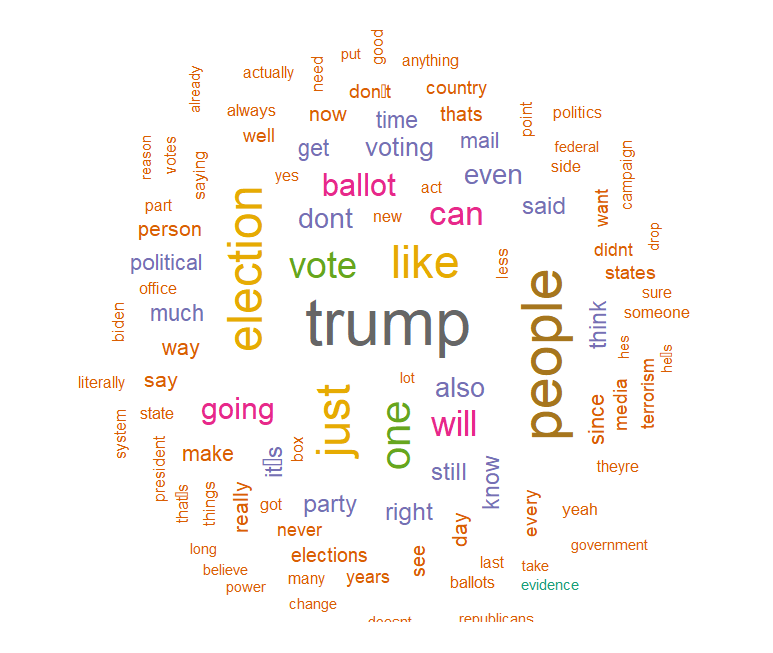 good
put
need
actually
anything
already
don▯t
country
always
now
time
thats
point
politics
well
get
voting
mail
reason
votes
saying
yes
ballot
act
even
federal
side
campaign
part
dont
new
can
said
want
person
election
vote
like
less
didnt
drop
political
states
office
sure
biden
much
trump
people
think
someone
way
hes
he▯s
literally
say
just
lot
also
since
media
terrorism
system
state
going
one
will
president
make
it▯s
box
still
know
theyre
that▯s
things
really
got
party
right
day
every
yeah
never
long
elections
see
government
believe
many
years
last
take
power
ballots
evidence
change
doesnt
republicans